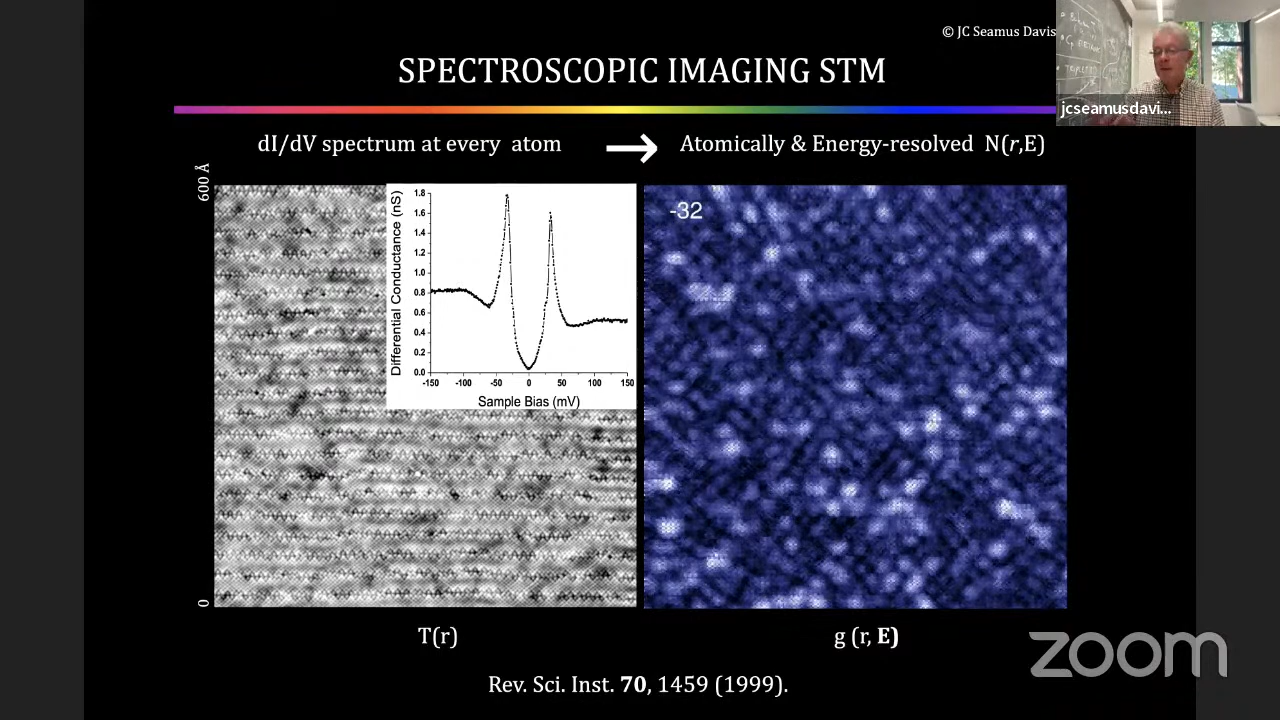 © JC Seamus Davis
SPECTROSCOPIC IMAGING STM
jcseamusdavi...
dI/dV spectrum at every atom → Atomically & Energy-resolved N(r,E)
600 Å
0
Differential Conductance (nS)
1.8
1.6
1.4
1.2
1.0
0.8
0.6
0.4
0.2
0.0
-150 -100 -50 0 50 100 150
Sample Bias (mV)
-32
T(r)
g (r, E)
zoom
Rev. Sci. Inst. 70, 1459 (1999).